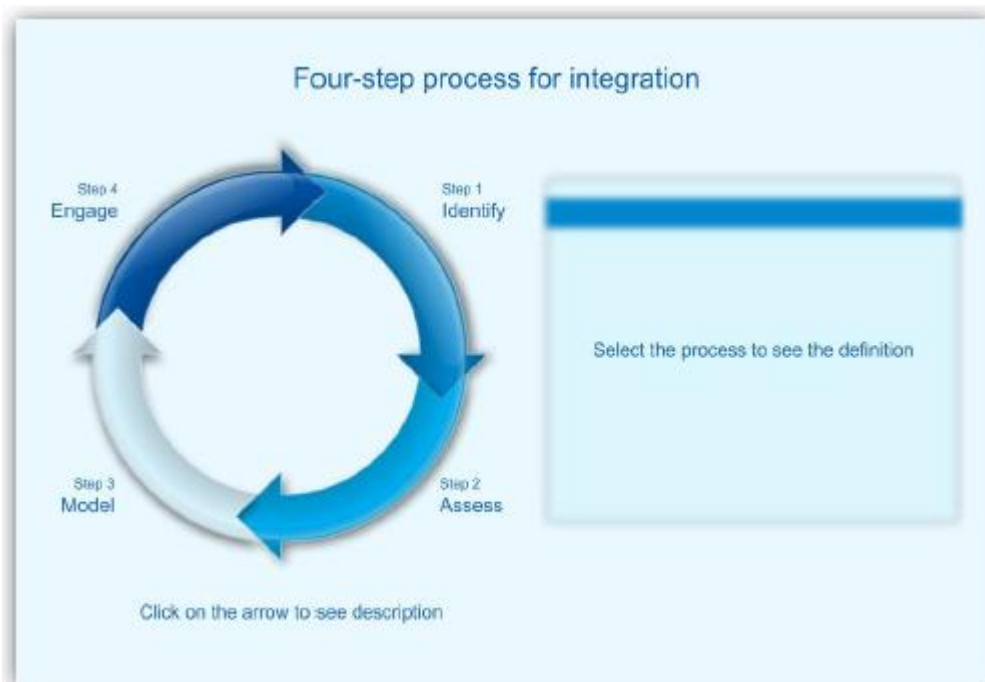 Four-step process for integration
Step 4
Engage
Step 1
Identify
Select the process to see the definition
Step 3
Model
Step 2
Assess
Click on the arrow to see description